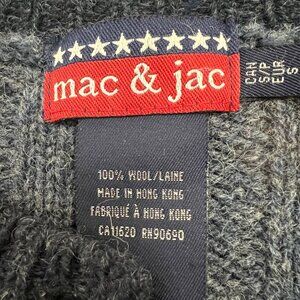 mac & jac
CAN S/P
EUR S
100% WOOL/LAINE
MADE IN HONG KONG
FABRIQUÉ À HONG KONG
CA11620 RN90690